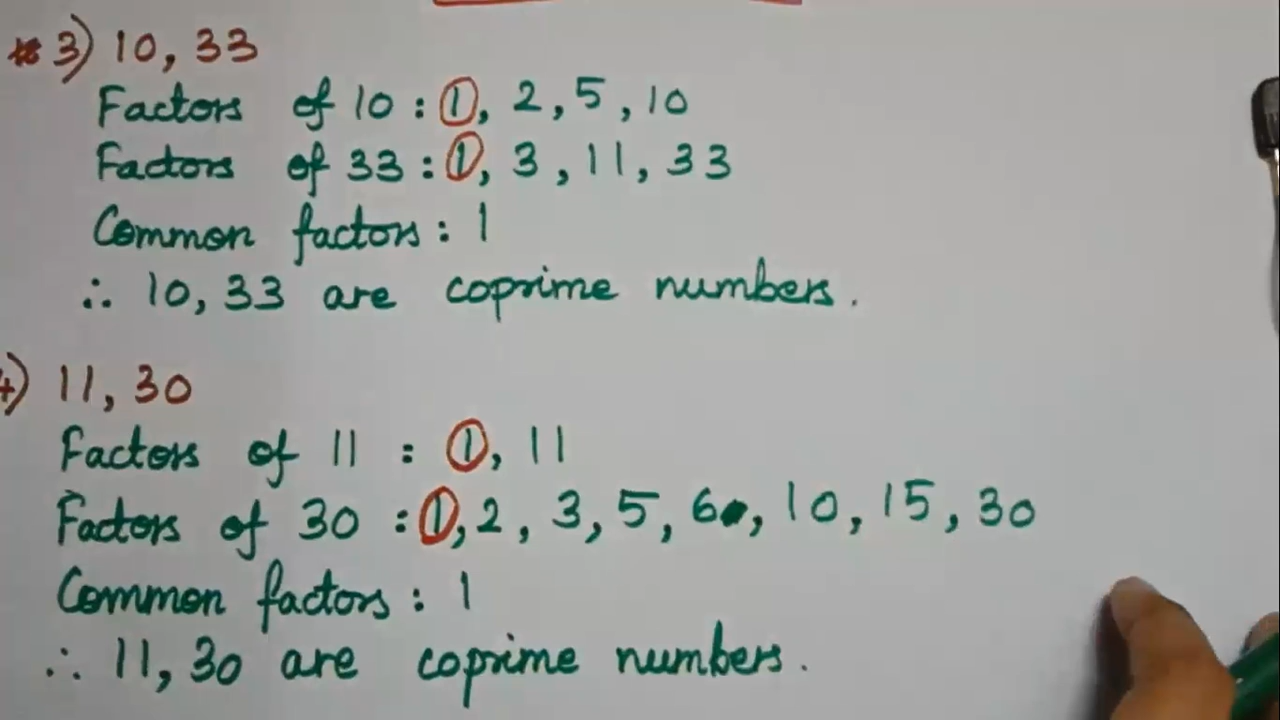 3) 10, 33
Factors of 10 : 1, 2, 5, 10
Factors of 33 : 1, 3, 11, 33
Common factors : 1
∴ 10, 33 are coprime numbers.
4) 11, 30
Factors of 11 : 1, 11
Factors of 30 : 1, 2, 3, 5, 6, 10, 15, 30
Common factors : 1
∴ 11, 30 are coprime numbers.